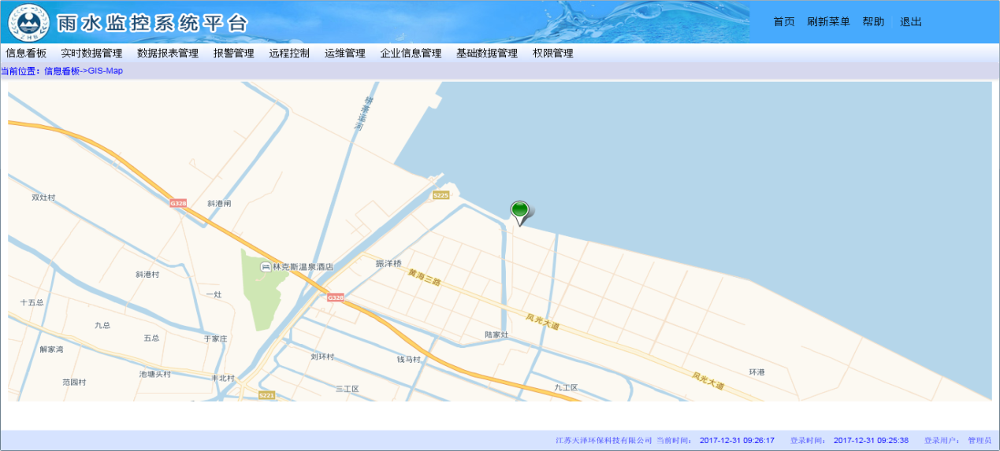 雨水监控系统平台
首页 刷新菜单 帮助 退出
ZHB
信息看板 实时数据管理 数据报表管理 报警管理 远程控制 运维管理 企业信息管理 基础数据管理 权限管理
当前位置：信息看板->GIS-Map
栟茶运河
S225
双灶村
G328
斜港闸
林克斯温泉酒店
振洋桥
斜港村
黄海三路
一灶
G328
十五总
九总
风光大道
五总
于家庄
陆家灶
解家湾
刘环村
钱马村
池塘头村
环港
范园村
丰北村
风光大道
三工区
九工区
S221
江苏天泽环保科技有限公司 当前时间： 2017-12-31 09:26:17 登录时间： 2017-12-31 09:25:38 登录用户： 管理员